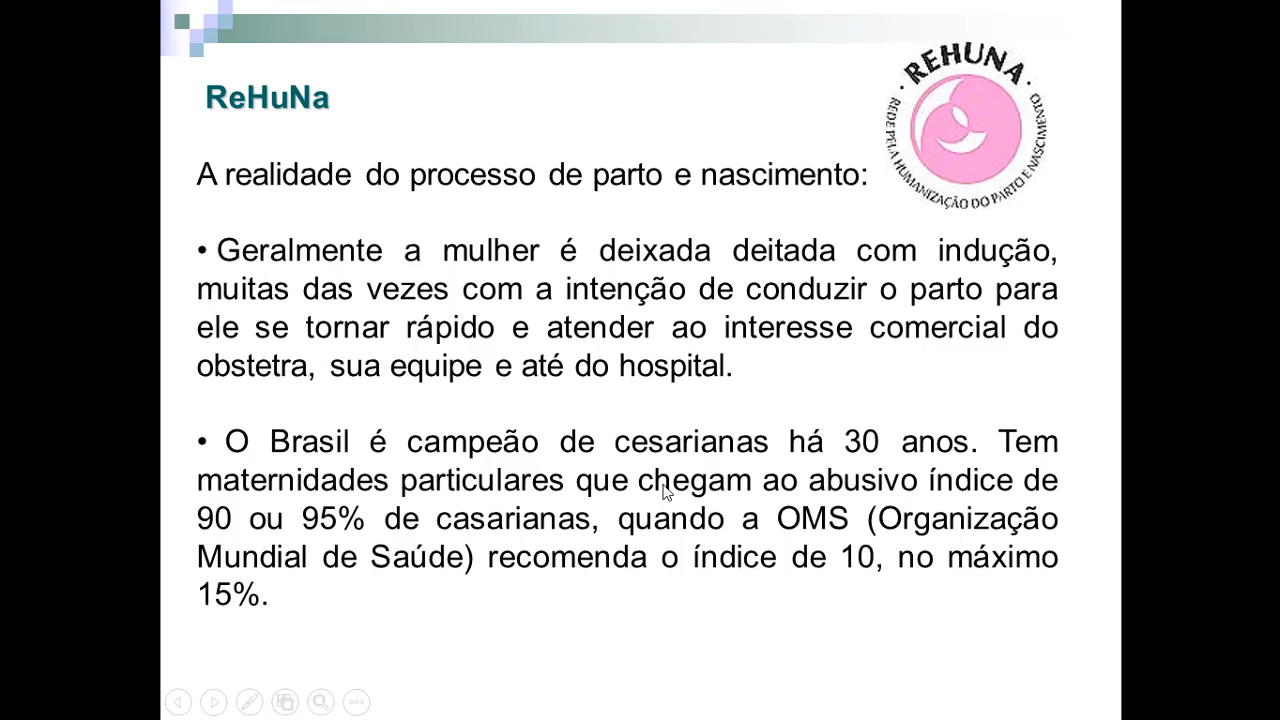 REHUNA
REDE PELA HUMANIZAÇÃO DO PARTO E NASCIMENTO
ReHuNa
A realidade do processo de parto e nascimento:
• Geralmente a mulher é deixada deitada com indução,
muitas das vezes com a intenção de conduzir o parto para
ele se tornar rápido e atender ao interesse comercial do
obstetra, sua equipe e até do hospital.
• O Brasil é campeão de cesarianas há 30 anos. Tem
maternidades particulares que chegam ao abusivo índice de
90 ou 95% de casarianas, quando a OMS (Organização
Mundial de Saúde) recomenda o índice de 10, no máximo
15%.